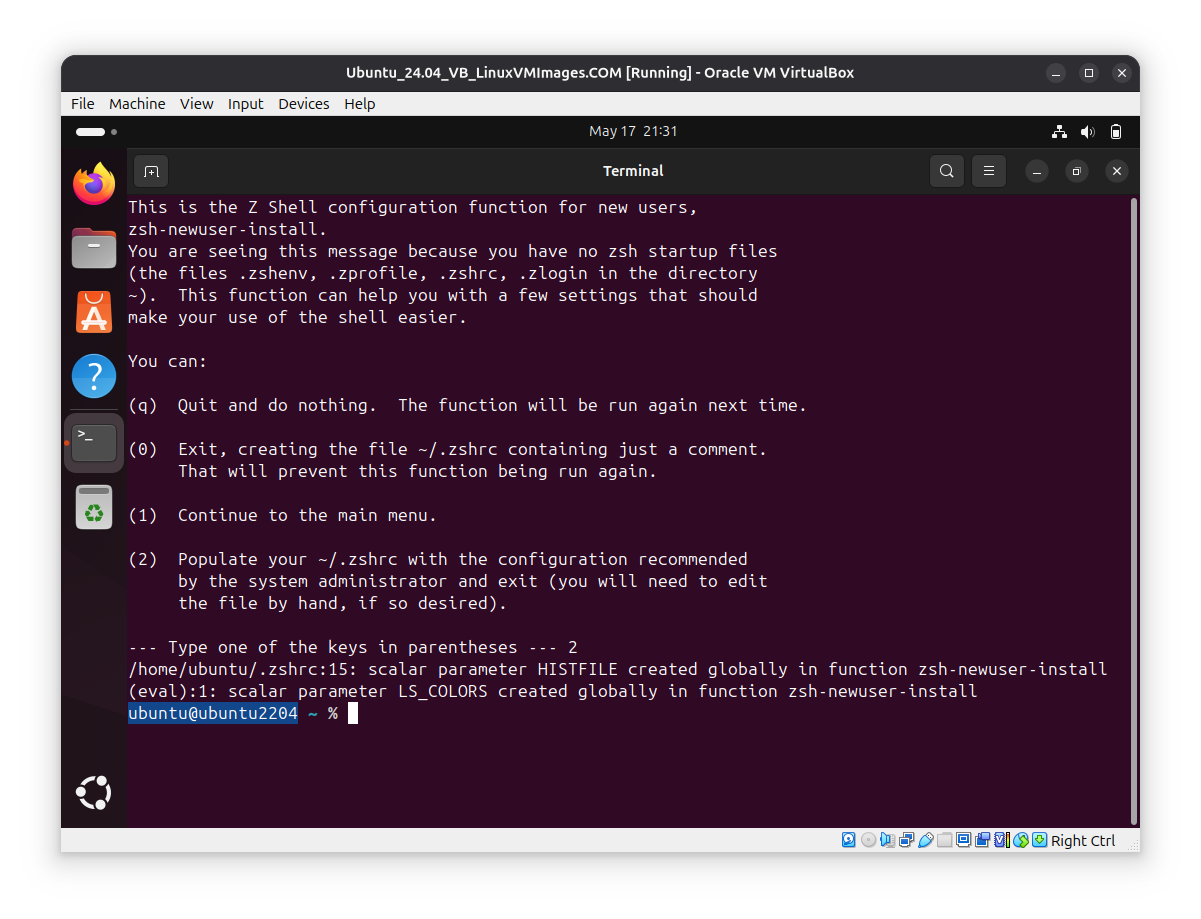 Ubuntu_24.04_VB_LinuxVMImages.COM [Running] - Oracle VM VirtualBox
File Machine View Input Devices Help
May 17 21:31
Terminal
This is the Z Shell configuration function for new users,
zsh-newuser-install.
You are seeing this message because you have no zsh startup files
(the files .zshenv, .zprofile, .zshrc, .zlogin in the directory
~).  This function can help you with a few settings that should
make your use of the shell easier.
You can:
(q)  Quit and do nothing.  The function will be run again next time.
(0)  Exit, creating the file ~/.zshrc containing just a comment.
     That will prevent this function being run again.
(1)  Continue to the main menu.
(2)  Populate your ~/.zshrc with the configuration recommended
     by the system administrator and exit (you will need to edit
     the file by hand, if so desired).
--- Type one of the keys in parentheses --- 2
/home/ubuntu/.zshrc:15: scalar parameter HISTFILE created globally in function zsh-newuser-install
(eval):1: scalar parameter LS_COLORS created globally in function zsh-newuser-install
ubuntu@ubuntu2204 ~ %
Right Ctrl